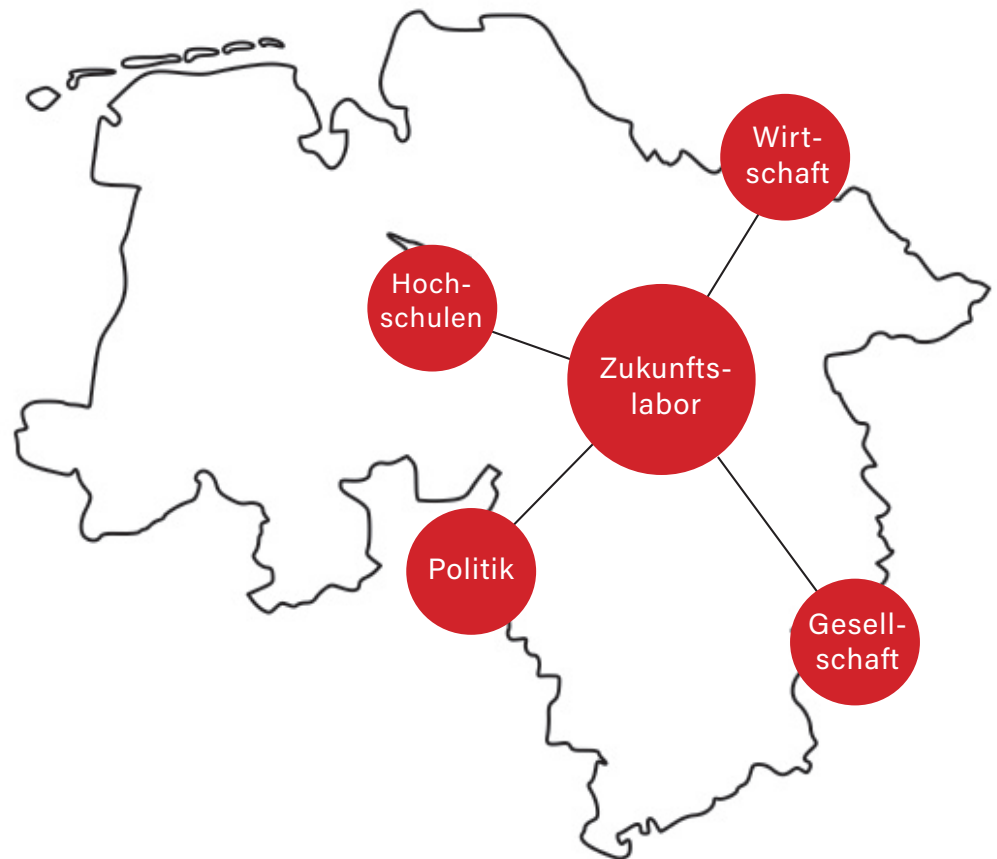 Wirt-
schaft
Hoch-
schulen
Zukunfts-
labor
Politik
Gesell-
schaft